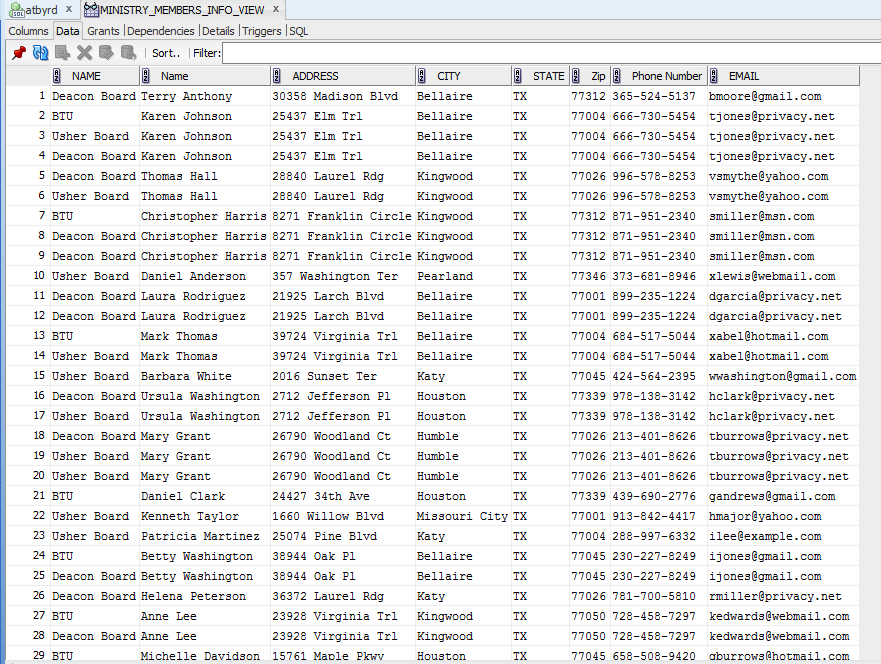 atbyrd x MINISTRY_MEMBERS_INFO_VIEW x
Columns Data Grants Dependencies Details Triggers SQL
Sort.. Filter:
NAME Name ADDRESS CITY STATE Zip Phone Number EMAIL
1 Deacon Board Terry Anthony 30358 Madison Blvd Bellaire TX 77312 365-524-5137 bmoore@gmail.com
2 BTU Karen Johnson 25437 Elm Trl Bellaire TX 77004 666-730-5454 tjones@privacy.net
3 Usher Board Karen Johnson 25437 Elm Trl Bellaire TX 77004 666-730-5454 tjones@privacy.net
4 Deacon Board Karen Johnson 25437 Elm Trl Bellaire TX 77004 666-730-5454 tjones@privacy.net
5 Deacon Board Thomas Hall 28840 Laurel Rdg Kingwood TX 77026 996-578-8253 vsmythe@yahoo.com
6 Usher Board Thomas Hall 28840 Laurel Rdg Kingwood TX 77026 996-578-8253 vsmythe@yahoo.com
7 BTU Christopher Harris 8271 Franklin Circle Kingwood TX 77312 871-951-2340 smiller@msn.com
8 Deacon Board Christopher Harris 8271 Franklin Circle Kingwood TX 77312 871-951-2340 smiller@msn.com
9 Deacon Board Christopher Harris 8271 Franklin Circle Kingwood TX 77312 871-951-2340 smiller@msn.com
10 Usher Board Daniel Anderson 357 Washington Ter Pearland TX 77346 373-681-8946 xlewis@webmail.com
11 Deacon Board Laura Rodriguez 21925 Larch Blvd Bellaire TX 77001 899-235-1224 dgarcia@privacy.net
12 Deacon Board Laura Rodriguez 21925 Larch Blvd Bellaire TX 77001 899-235-1224 dgarcia@privacy.net
13 BTU Mark Thomas 39724 Virginia Trl Bellaire TX 77004 684-517-5044 xabel@hotmail.com
14 Usher Board Mark Thomas 39724 Virginia Trl Bellaire TX 77004 684-517-5044 xabel@hotmail.com
15 Usher Board Barbara White 2016 Sunset Ter Katy TX 77045 424-564-2395 wwashington@gmail.com
16 Deacon Board Ursula Washington 2712 Jefferson Pl Houston TX 77339 978-138-3142 hclark@privacy.net
17 Usher Board Ursula Washington 2712 Jefferson Pl Houston TX 77339 978-138-3142 hclark@privacy.net
18 Deacon Board Mary Grant 26790 Woodland Ct Humble TX 77026 213-401-8626 tburrows@privacy.net
19 Usher Board Mary Grant 26790 Woodland Ct Humble TX 77026 213-401-8626 tburrows@privacy.net
20 Usher Board Mary Grant 26790 Woodland Ct Humble TX 77026 213-401-8626 tburrows@privacy.net
21 BTU Daniel Clark 24427 34th Ave Houston TX 77339 439-690-2776 gandrews@gmail.com
22 Usher Board Kenneth Taylor 1660 Willow Blvd Missouri City TX 77001 913-842-4417 hmajor@yahoo.com
23 Usher Board Patricia Martinez 25074 Pine Blvd Katy TX 77004 288-997-6332 ilee@example.com
24 BTU Betty Washington 38944 Oak Pl Bellaire TX 77045 230-227-8249 ijones@gmail.com
25 Deacon Board Betty Washington 38944 Oak Pl Bellaire TX 77045 230-227-8249 ijones@gmail.com
26 Deacon Board Helena Peterson 36372 Laurel Rdg Katy TX 77026 781-700-5810 rmiller@privacy.net
27 BTU Anne Lee 23928 Virginia Trl Kingwood TX 77050 728-458-7297 kedwards@webmail.com
28 Deacon Board Anne Lee 23928 Virginia Trl Kingwood TX 77050 728-458-7297 kedwards@webmail.com
29 BTU Michelle Davidson 15761 Maple Pkwy Houston TX 77045 658-508-9420 gburrows@hotmail.com